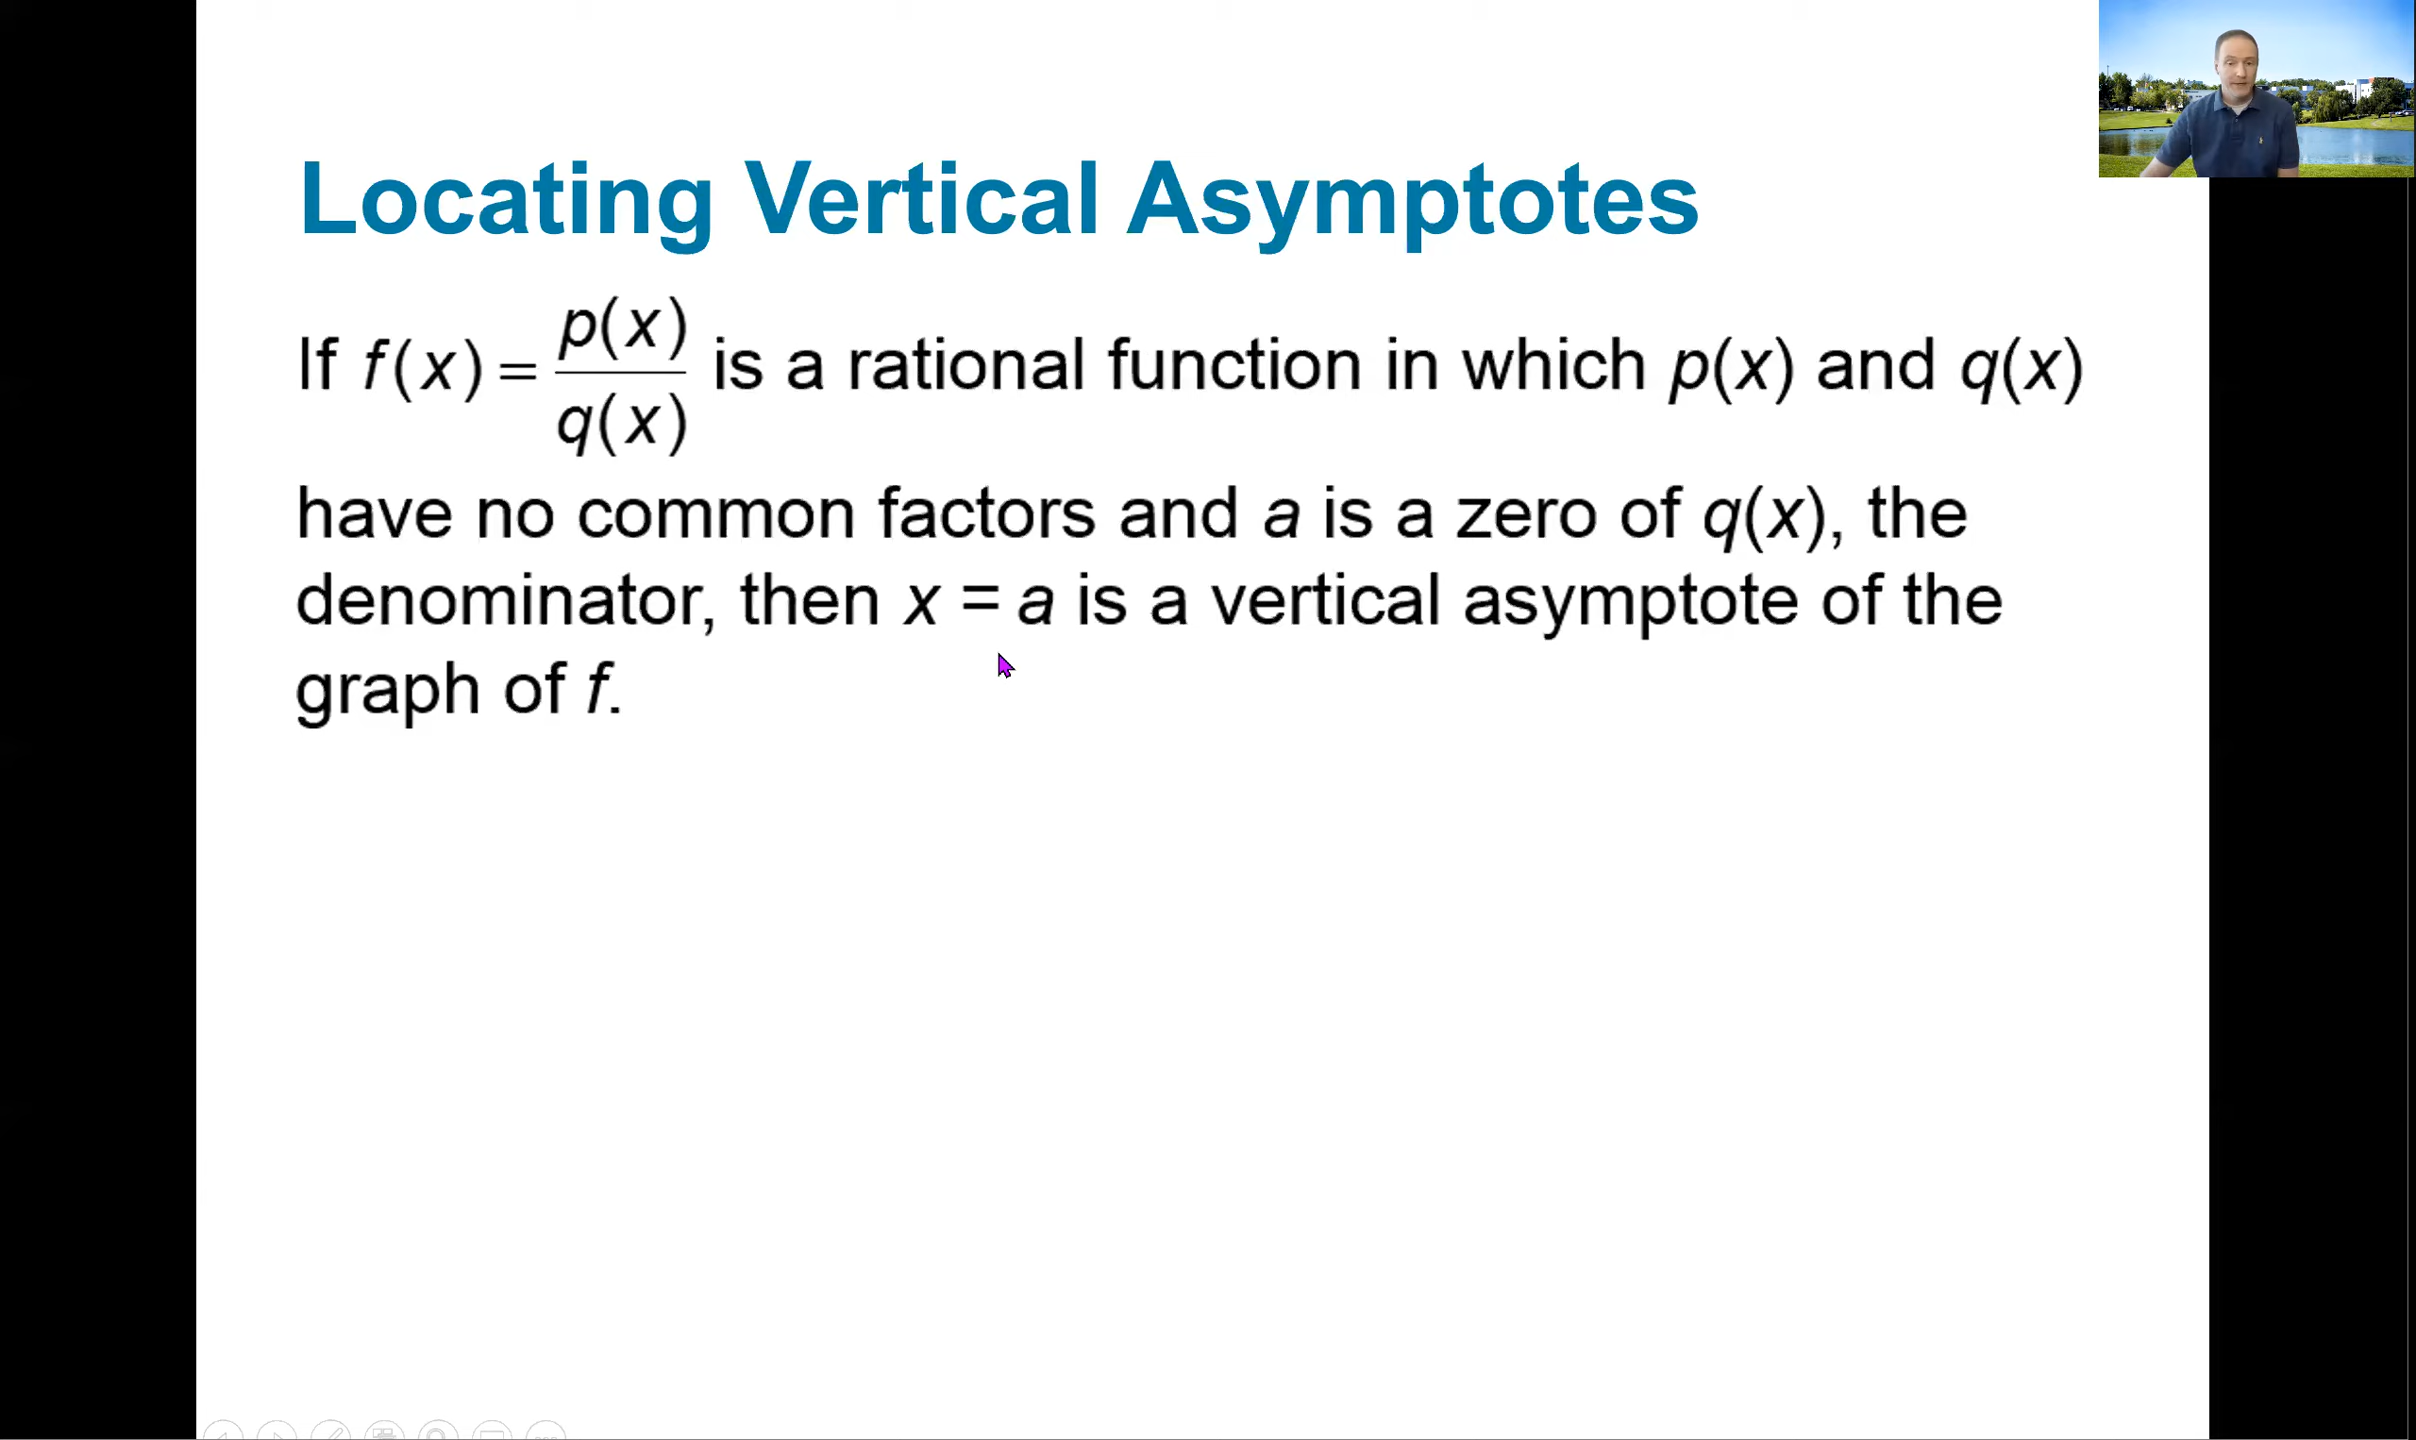 Locating Vertical Asymptotes
If f(x) = p(x)/q(x) is a rational function in which p(x) and q(x)
have no common factors and a is a zero of q(x), the
denominator, then x = a is a vertical asymptote of the
graph of f.